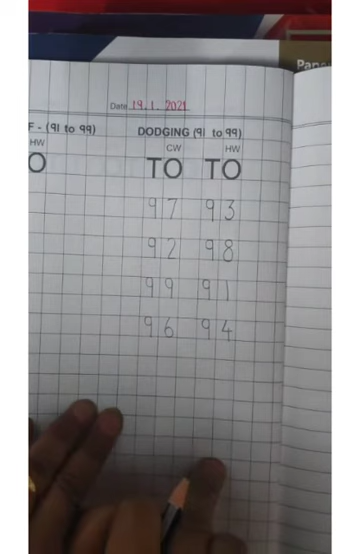 Pape
Date 19.1.2021
F - (91 to 99)
HW
O
DODGING (91 to 99)
CW HW
TO TO
97 93
92 98
99 91
96 94